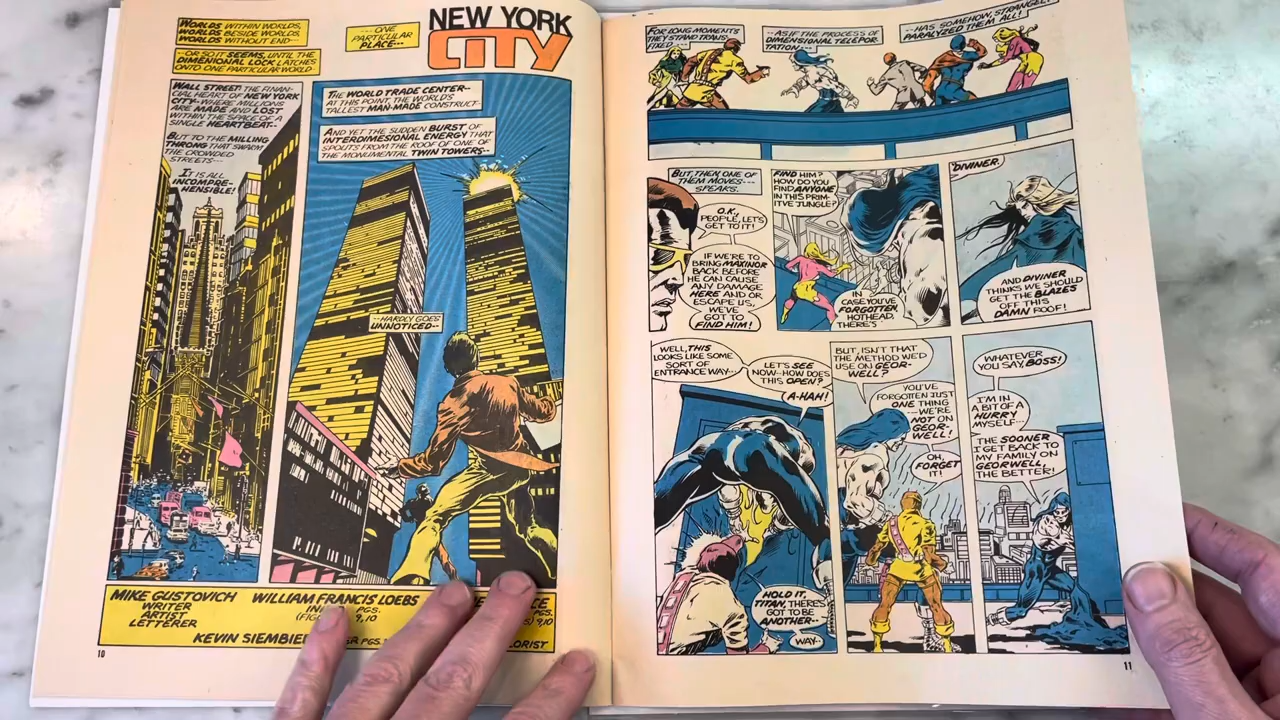 WORLDS WITHIN WORLDS,
WORLDS BESIDE WORLDS,
WORLDS WITHOUT END---
--OR SO IT IS, UNTIL THE
DIMENIONAL LOCK LATCHES
ONTO ONE PARTICULAR WORLD--
---ONE
PARTICULAR
PLACE---
NEW YORK
CITY
WALL STREET! THE FINAN-
CIAL HEART OF NEW YORK
CITY--WHERE MILLIONS
ARE MADE AND LOST
WITHIN THE SPACE OF A
SINGLE HEARTBEAT--
BUT TO THE MILLING
THRONG THAT SWARM
THE CROWDED
STREETS--
IT IS ALL
INCOMPRE-
HENSIBLE!
THE WORLD TRADE CENTER--
AT THIS POINT, THE WORLD'S
TALLEST MAN-MADE CONSTRUCT-
AND YET THE SUDDEN BURST OF
INTERDIMESIONAL ENERGY THAT
SPOUTS FROM THE ROOF OF ONE OF
THE MONUMENTAL TWIN TOWERS--
--HARDLY GOES
UNNOTICED--
MIKE GUSTOVICH
WRITER
ARTIST
LETTERER
WILLIAM FRANCIS LOEBS
PGS.
9,10
PGS.
9,10
KEVIN
PGS
10
FOR LONG MOMENTS
THEY STAND TRANS-
FIXED--
--AS IF THE PROCESS OF
DIMENSIONAL TELEPOR
TATION--
--HAS SOMEHOW, STRANGELY
PARALYZED THEM ALL!
BUT, THEN, ONE OF
THEM MOVES---
SPEAKS.
O.K.,
PEOPLE, LET'S
GET TO IT!
IF WE'RE TO
BRING MAXINOR
BACK BEFORE
HE CAN CAUSE
ANY DAMAGE
HERE AND OR
ESCAPE US,
WE'VE
GOT TO
FIND HIM!
FIND HIM?
HOW DO YOU
FIND ANYONE
IN THIS PRIM-
ITVE JUNGLE?
IN
CASE YOU'VE
FORGOTTEN,
HOTHEAD,
THERE'S
DIVINER.
AND DIVINER
THINKS WE SHOULD
GET THE BLAZES
OFF THIS
DAMN ROOF!
WELL, THIS
LOOKS LIKE SOME
SORT OF
ENTRANCE WAY--
LET'S SEE
NOW--HOW DOES
THIS OPEN?
A-HAH!
HOLD IT,
TITAN, THERE'S
GOT TO BE
ANOTHER--
WAY--
BUT, ISN'T THAT
THE METHOD WE'D
USE ON GEOR-
WELL?
YOU'VE
FORGOTTEN JUST
ONE THING
---WE'RE
NOT ON
GEOR-
WELL!
OH,
FORGET
IT!
WHATEVER
YOU SAY, BOSS!
I'M IN
A BIT OF A
HURRY
MYSELF--
THE SOONER
I GET BACK TO
MY FAMILY ON
GEORWELL
THE BETTER!
11